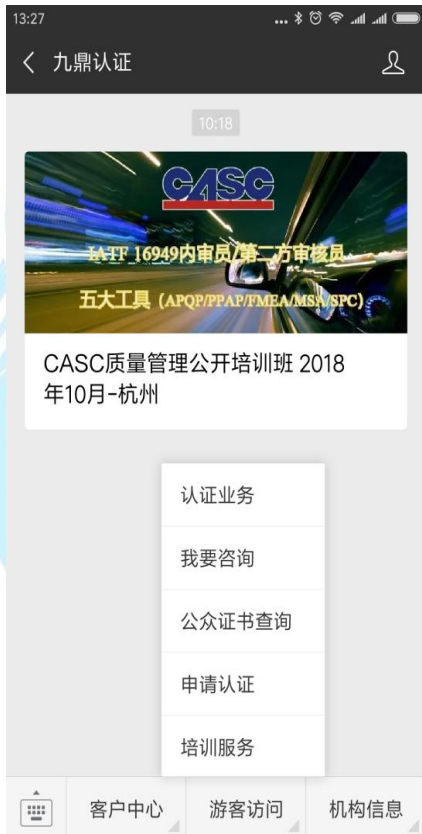 13:27
九鼎认证
10:18
CASC
IATF 16949内审员/第二方审核员
五大工具（APQP/PPAP/FMEA/MSA/SPC）
CASC质量管理公开培训班 2018
年10月-杭州
认证业务
我要咨询
公众证书查询
申请认证
培训服务
客户中心 游客访问 机构信息